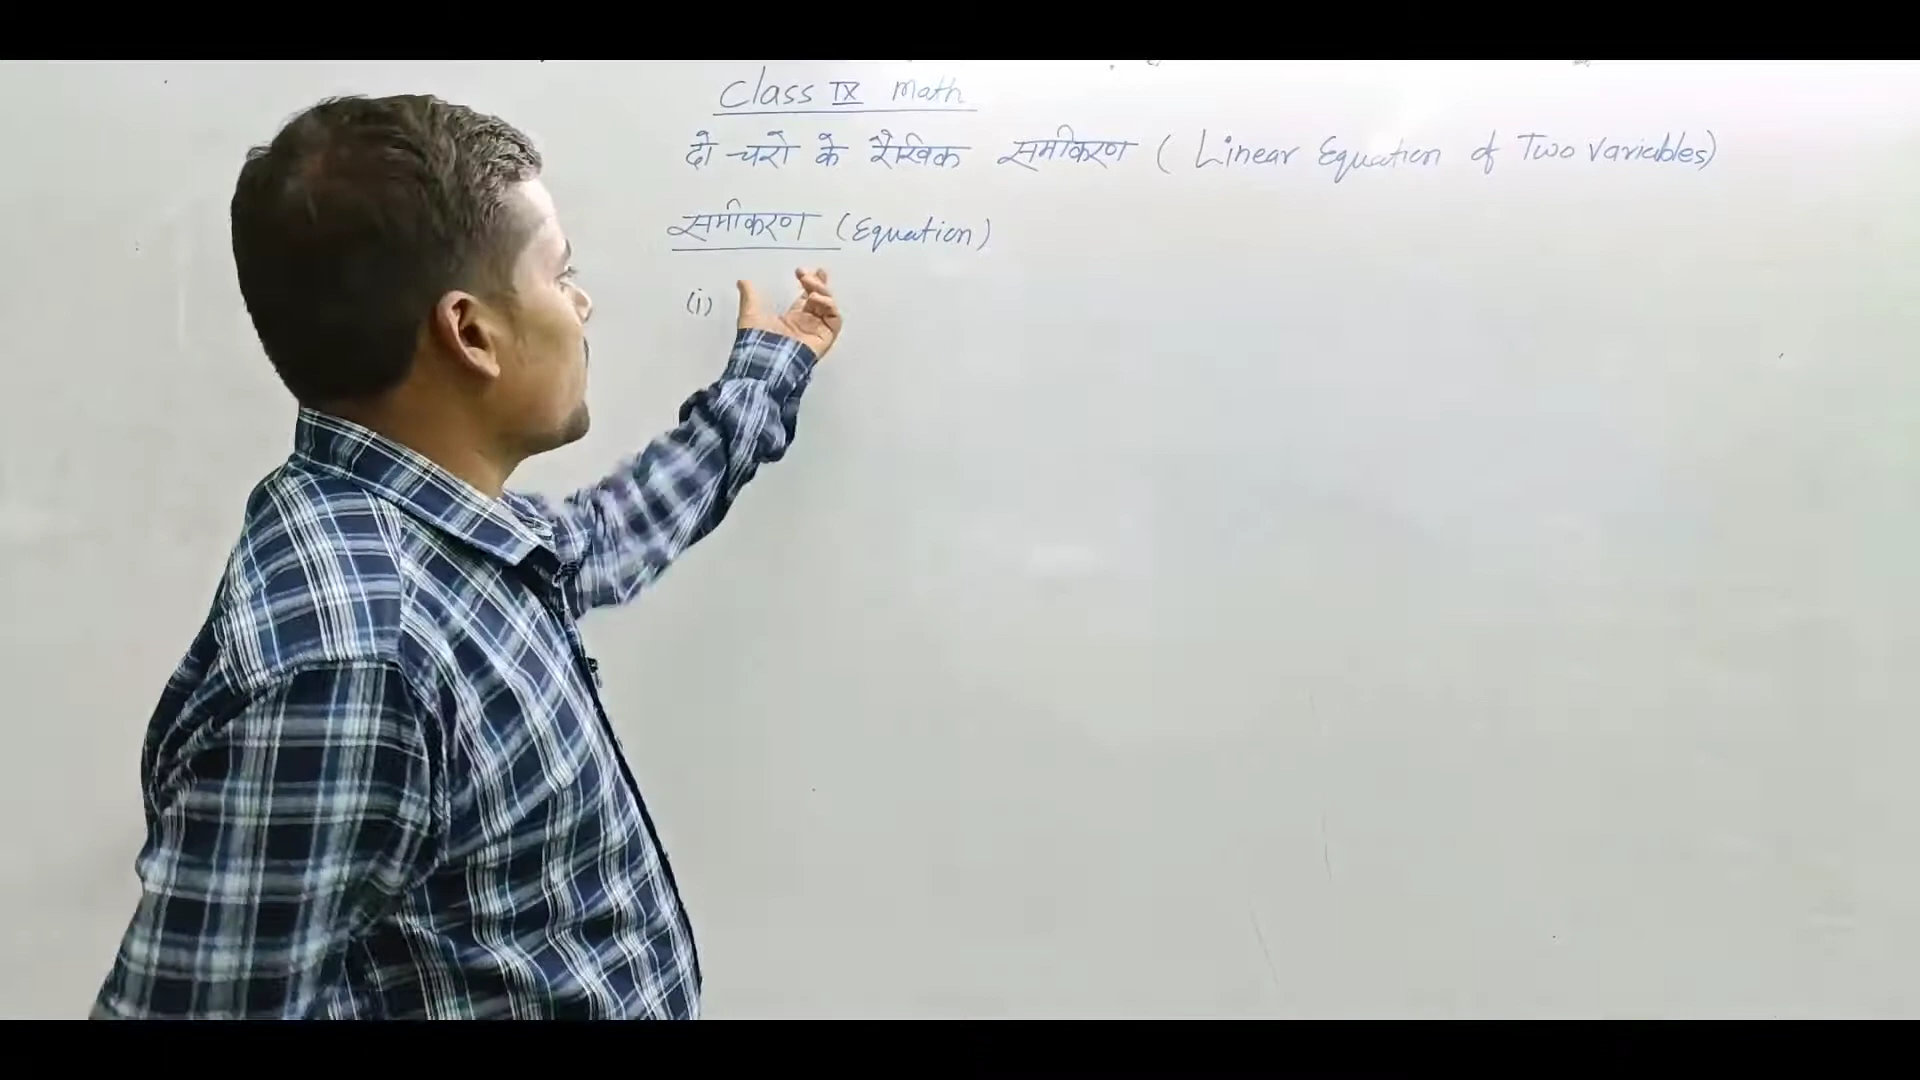 Class IX Math
दो चरो के रैखिक समीकरण ( Linear Equation of Two Variables)
समीकरण (Equation)
(i)